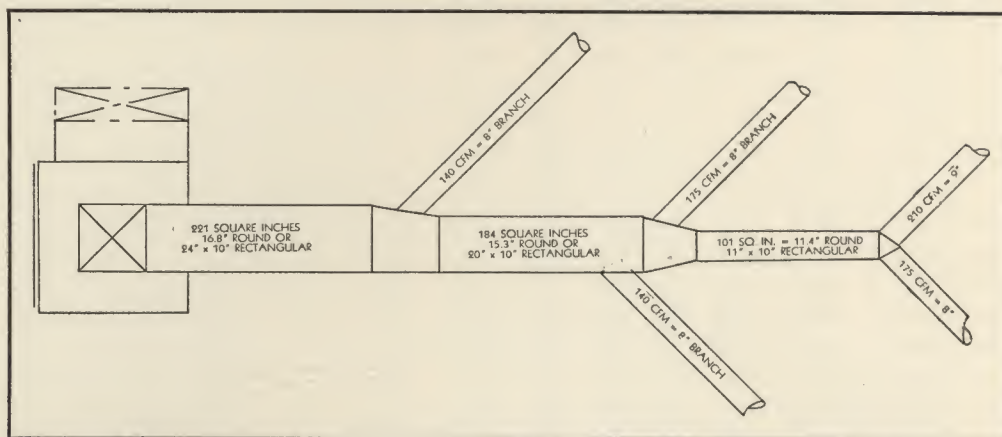 140 CFM = 8" BRANCH
175 CFM = 8" BRANCH
210 CFM = 9"
221 SQUARE INCHES
16.8" ROUND OR
24" x 10" RECTANGULAR
184 SQUARE INCHES
15.3" ROUND OR
20" x 10" RECTANGULAR
101 SQ. IN. = 11.4" ROUND
11" x 10" RECTANGULAR
140 CFM = 8" BRANCH
175 CFM = 8"